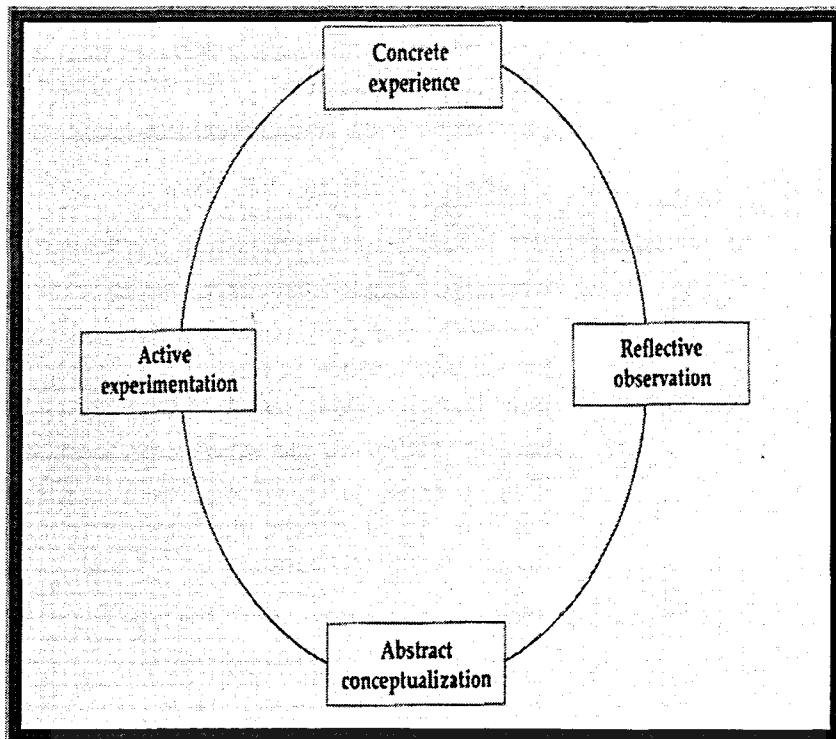 Concrete
experience
Active
experimentation
Reflective
observation
Abstract
conceptualization